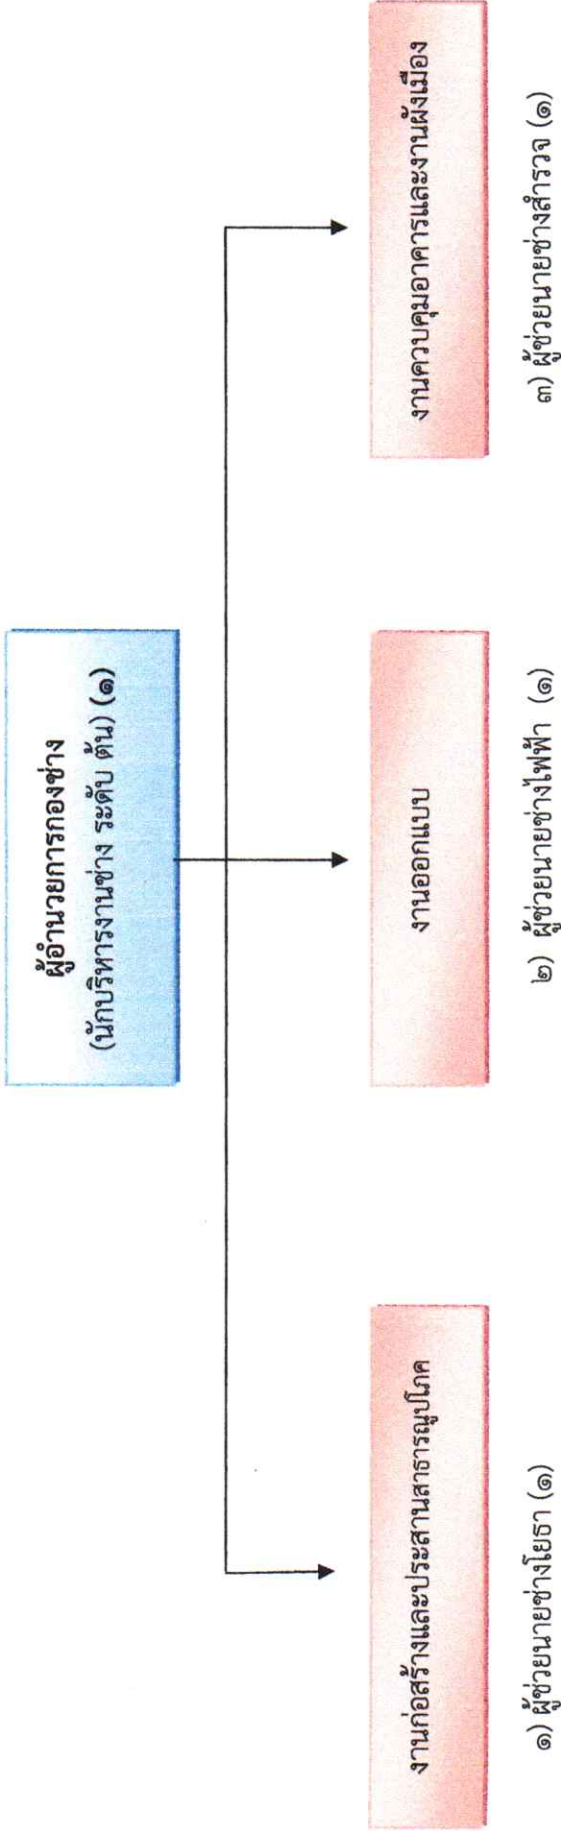 ผู้อำนวยการกองช่าง
(นักบริหารงานช่าง ระดับ ต้น) (๑)
งานก่อสร้างและประสานสาธารณูปโภค
งานออกแบบ
งานควบคุมอาคารและงานผังเมือง
๑) ผู้ช่วยนายช่างโยธา (๑)
๒) ผู้ช่วยนายช่างไฟฟ้า (๑)
๓) ผู้ช่วยนายช่างสำรวจ (๑)